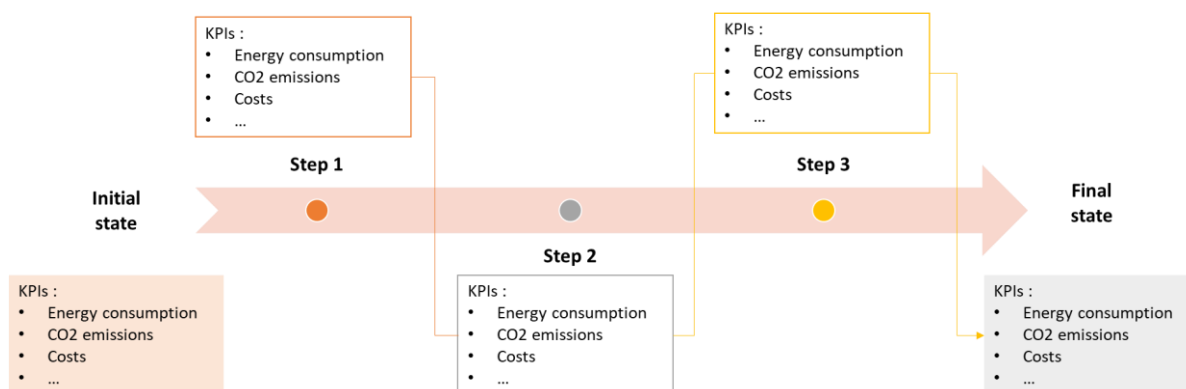 KPIs :
• Energy consumption
• CO2 emissions
• Costs
• ...
KPIs :
• Energy consumption
• CO2 emissions
• Costs
• ...
Step 1
Step 3
Initial
state
Final
state
Step 2
KPIs :
• Energy consumption
• CO2 emissions
• Costs
• ...
KPIs :
• Energy consumption
• CO2 emissions
• Costs
• ...
KPIs :
• Energy consumption
• CO2 emissions
• Costs
• ...